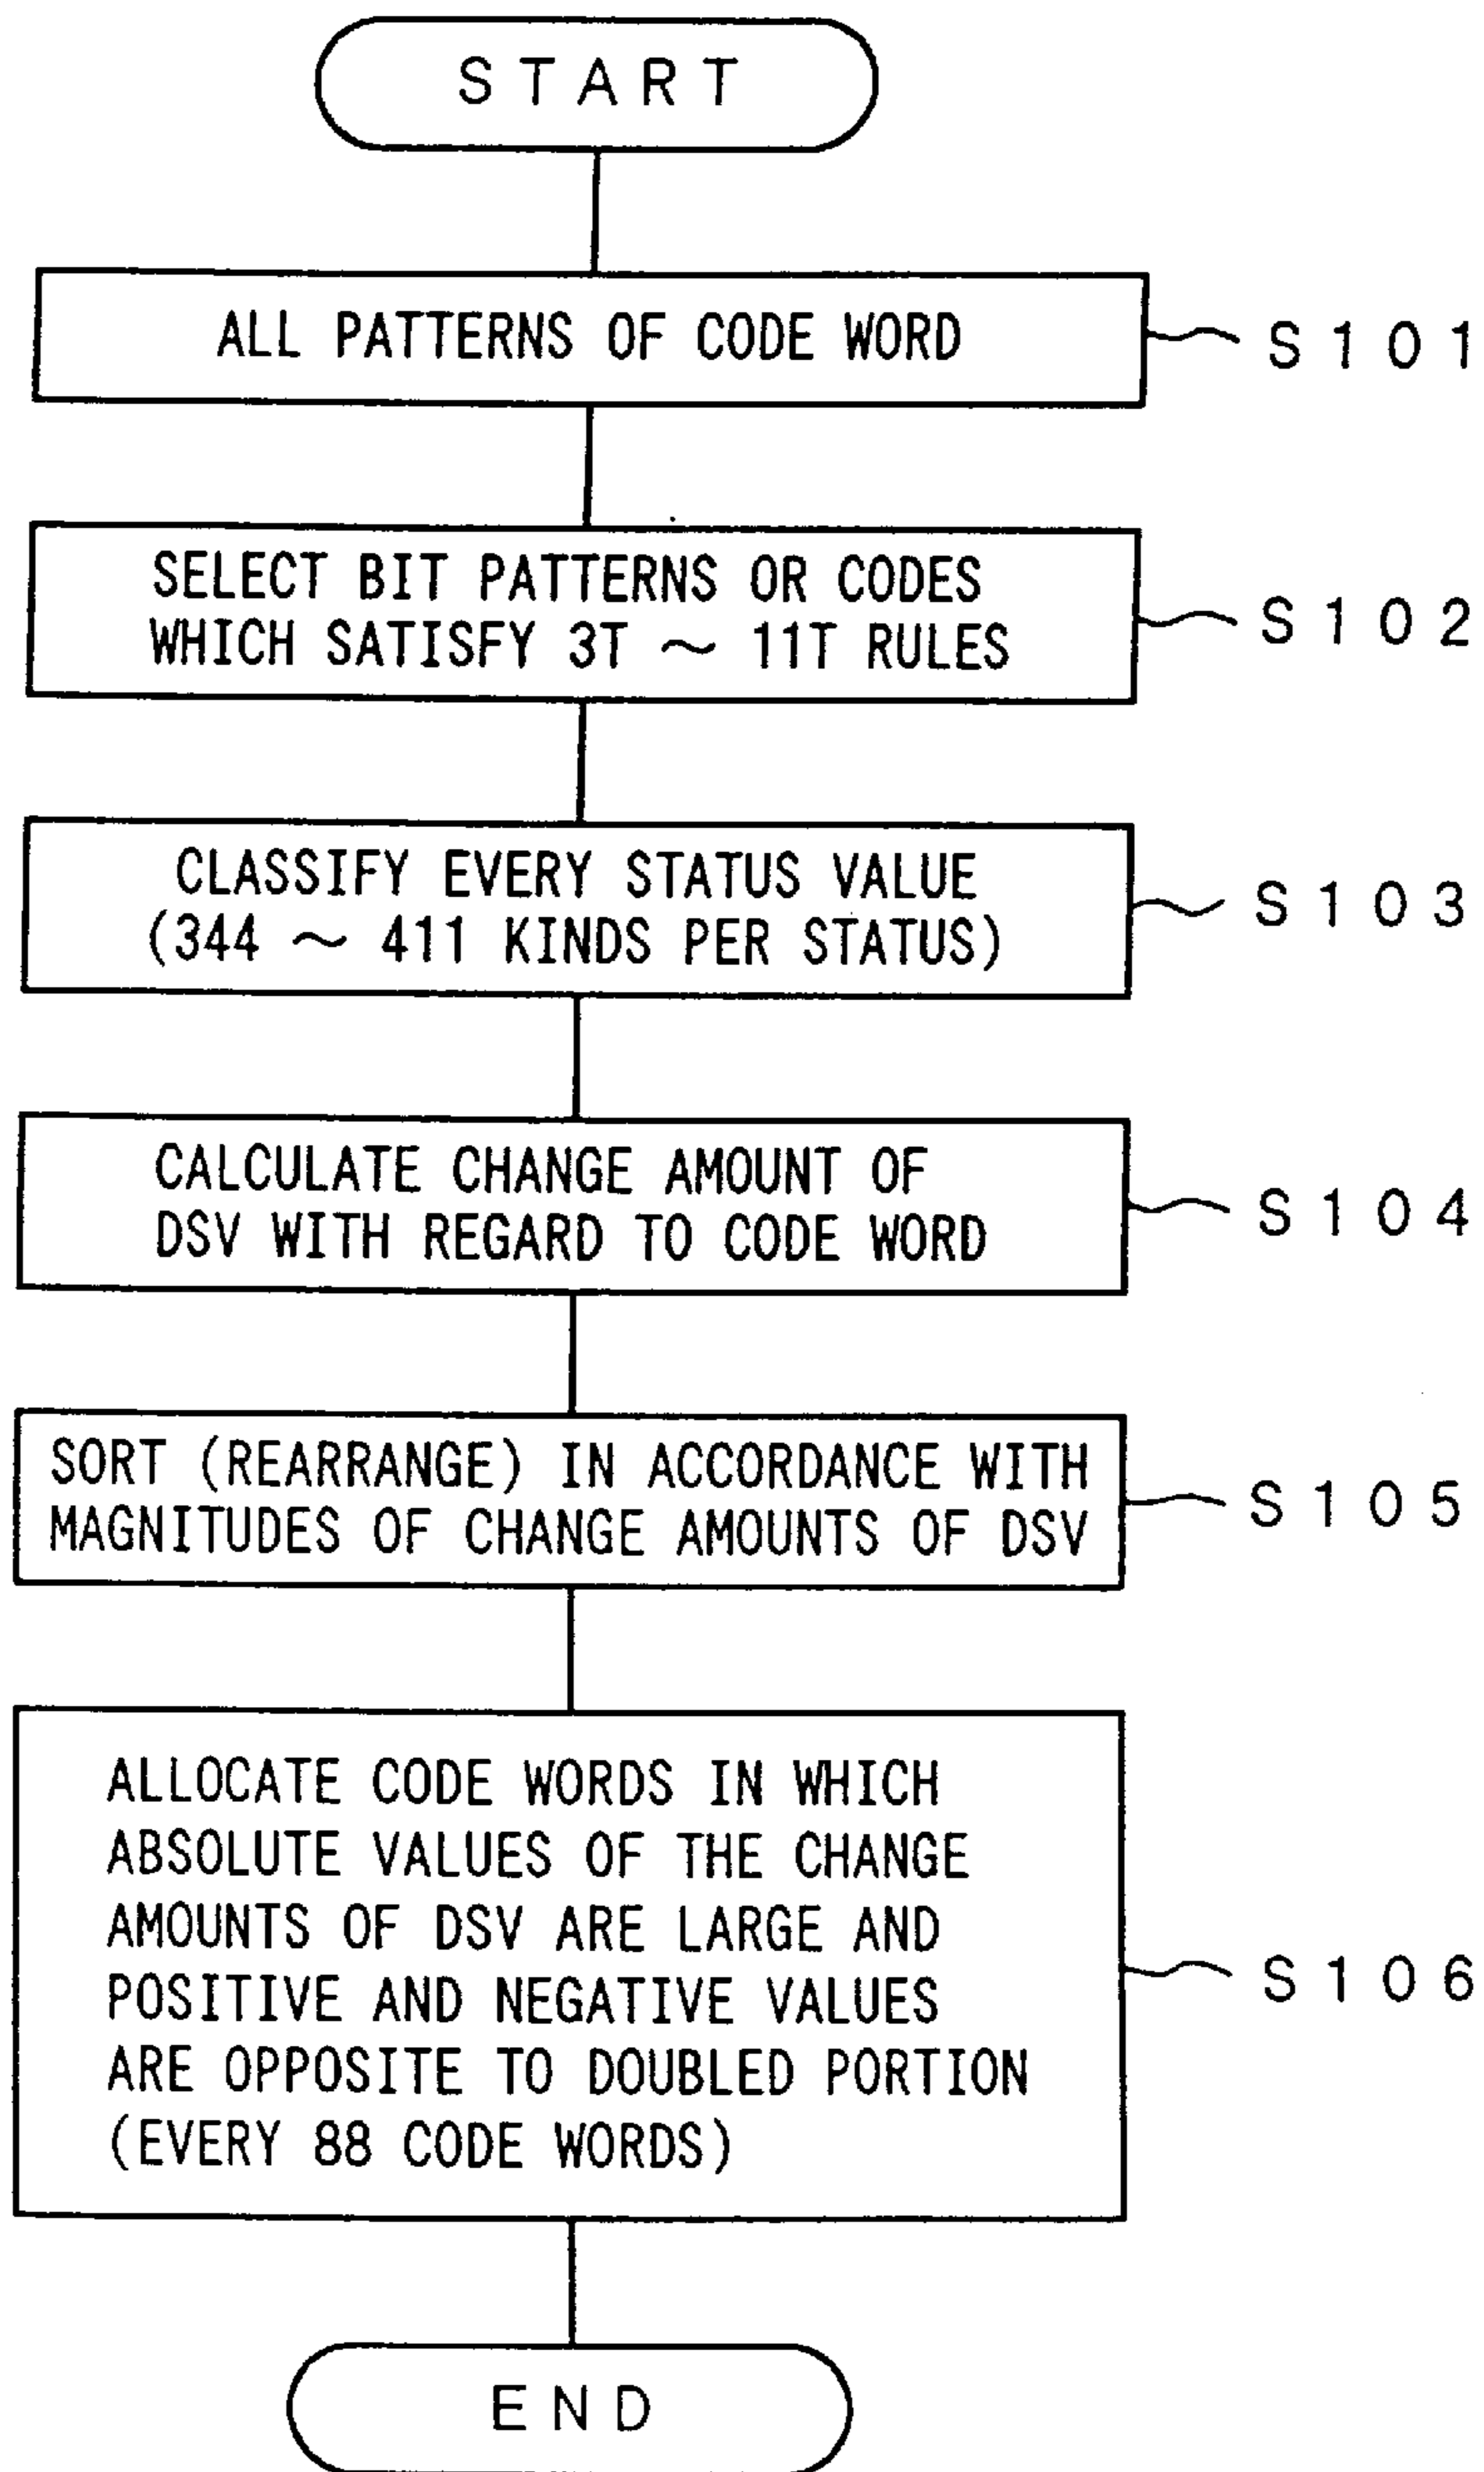 START
ALL PATTERNS OF CODE WORD
S101
SELECT BIT PATTERNS OR CODES
WHICH SATISFY 3T ~ 11T RULES
S102
CLASSIFY EVERY STATUS VALUE
(344 ~ 411 KINDS PER STATUS)
S103
CALCULATE CHANGE AMOUNT OF
DSV WITH REGARD TO CODE WORD
S104
SORT (REARRANGE) IN ACCORDANCE WITH
MAGNITUDES OF CHANGE AMOUNTS OF DSV
S105
ALLOCATE CODE WORDS IN WHICH
ABSOLUTE VALUES OF THE CHANGE
AMOUNTS OF DSV ARE LARGE AND
POSITIVE AND NEGATIVE VALUES
ARE OPPOSITE TO DOUBLED PORTION
(EVERY 88 CODE WORDS)
S106
END